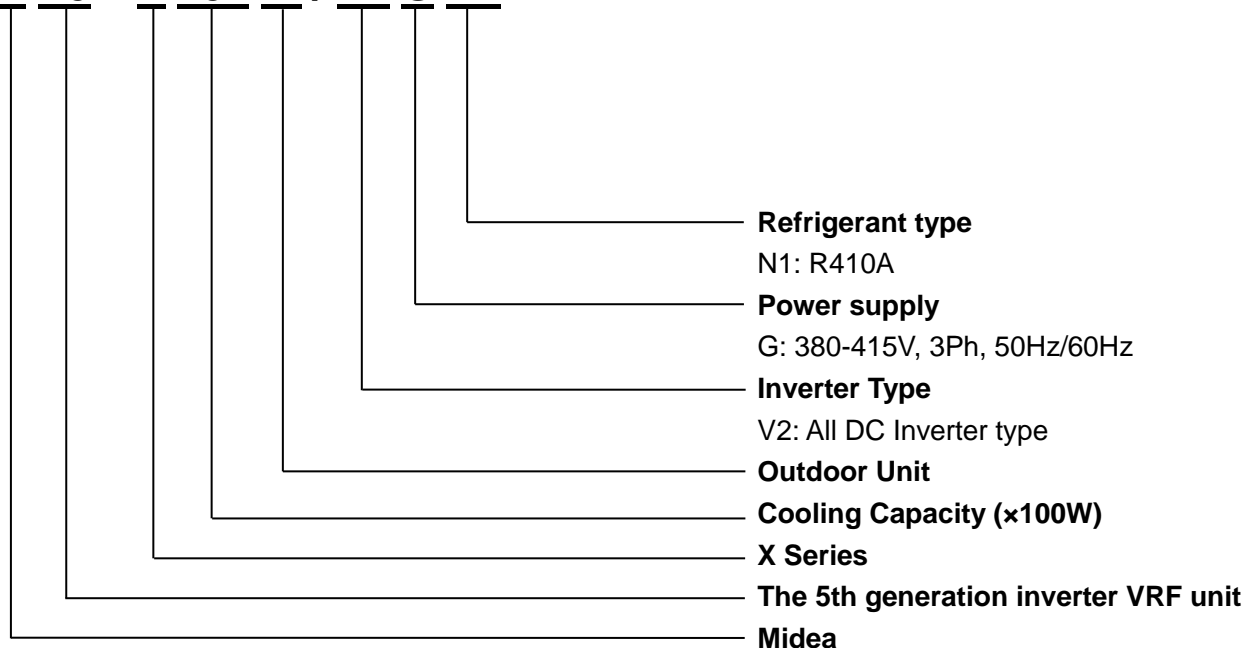 Refrigerant type
N1: R410A
Power supply
G: 380-415V, 3Ph, 50Hz/60Hz
Inverter Type
V2: All DC Inverter type
Outdoor Unit
Cooling Capacity (×100W)
X Series
The 5th generation inverter VRF unit
Midea